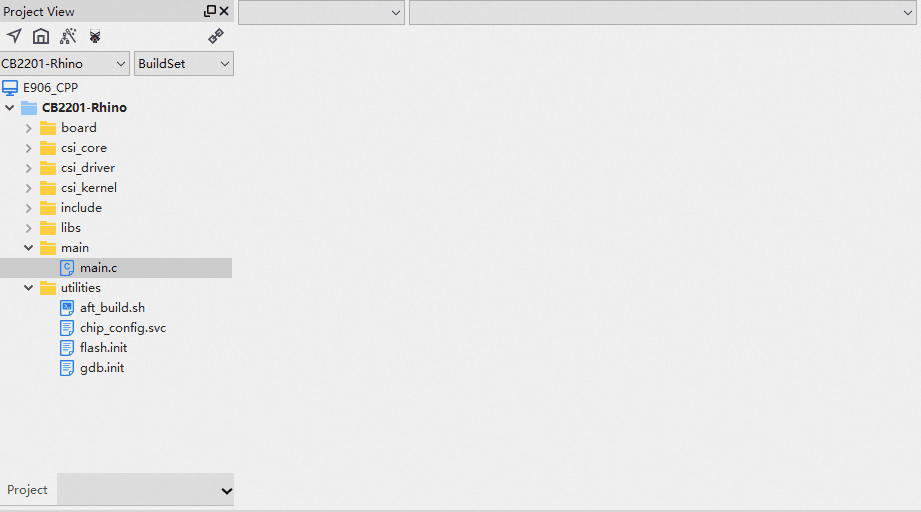 Project View
CB2201-Rhino BuildSet
E906_CPP
CB2201-Rhino
board
csi_core
csi_driver
csi_kernel
include
libs
main
main.c
utilities
aft_build.sh
chip_config.svc
flash.init
gdb.init
Project